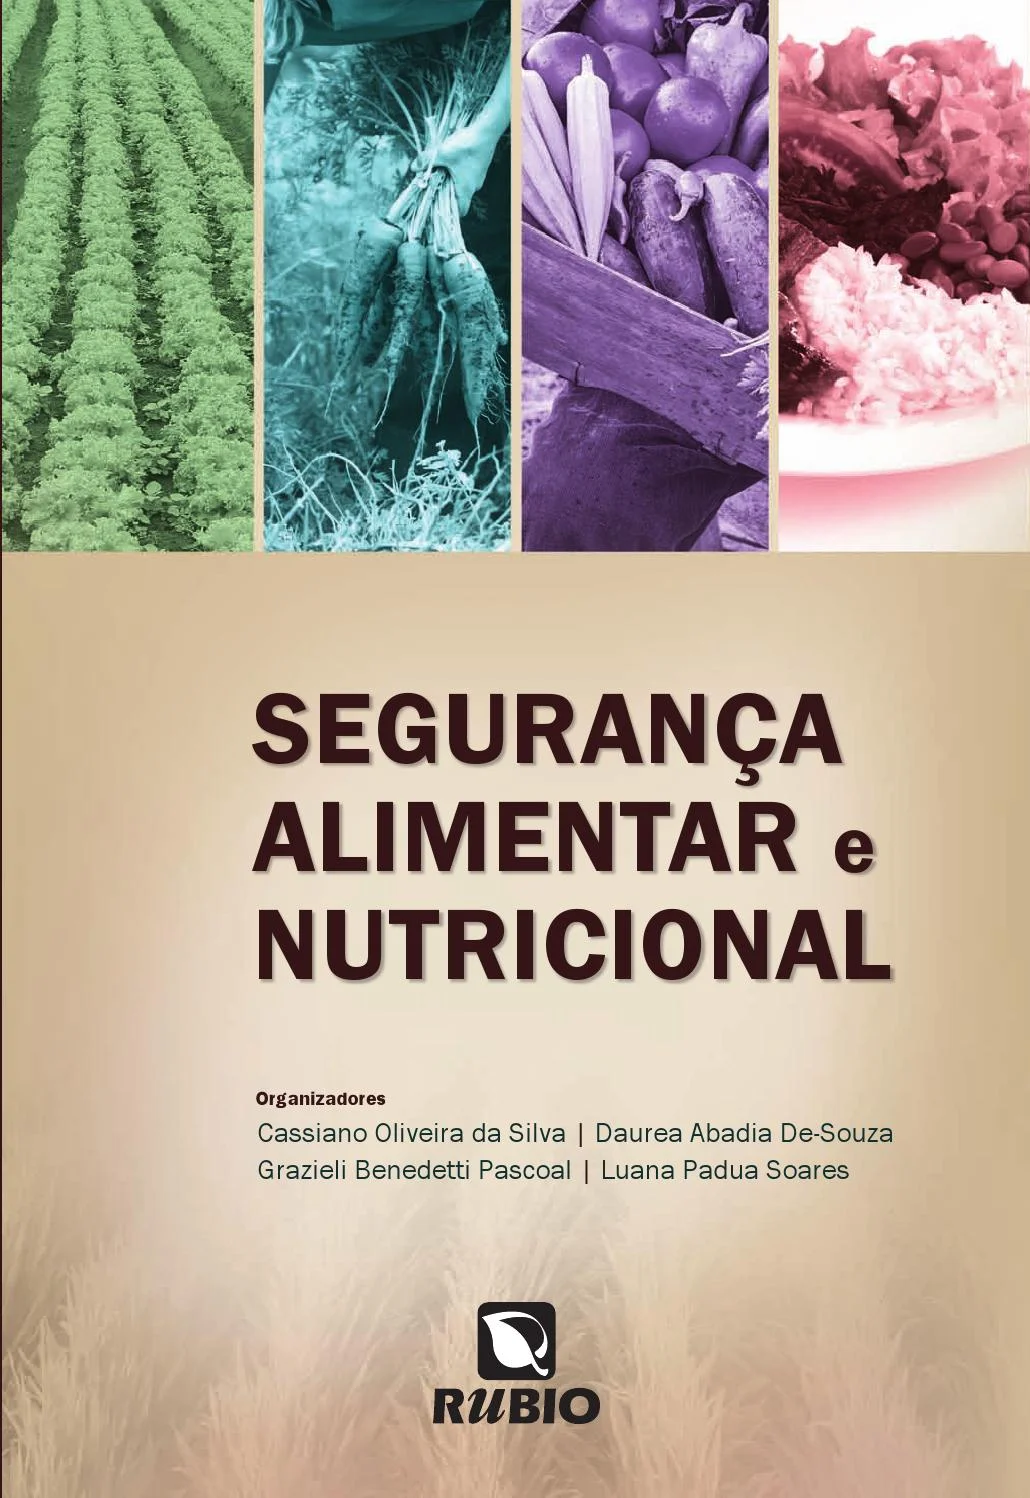 SEGURANÇA
ALIMENTAR e
NUTRICIONAL
Organizadores
Cassiano Oliveira da Silva | Daurea Abadia De-Souza
Grazieli Benedetti Pascoal | Luana Padua Soares
RUBIO